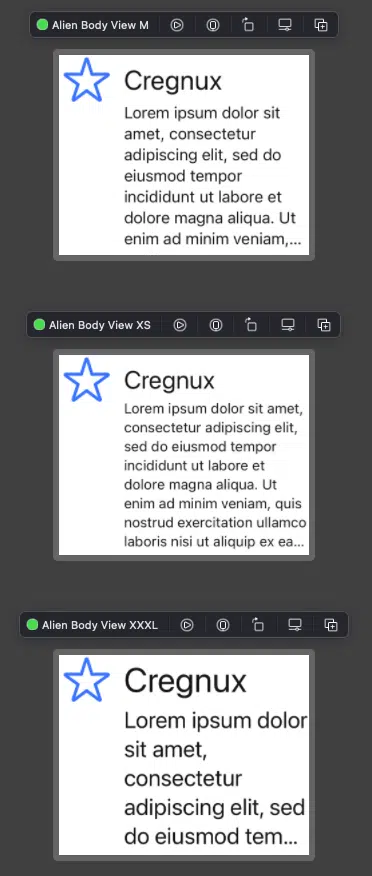 Alien Body View M
Cregnux
Lorem ipsum dolor sit
amet, consectetur
adipiscing elit, sed do
eiusmod tempor
incididunt ut labore et
dolore magna aliqua. Ut
enim ad minim veniam,...
Alien Body View XS
Cregnux
Lorem ipsum dolor sit amet,
consectetur adipiscing elit,
sed do eiusmod tempor
incididunt ut labore et
dolore magna aliqua. Ut
enim ad minim veniam, quis
nostrud exercitation ullamco
laboris nisi ut aliquip ex ea...
Alien Body View XXXL
Cregnux
Lorem ipsum dolor
sit amet,
consectetur
adipiscing elit, sed
do eiusmod tem...